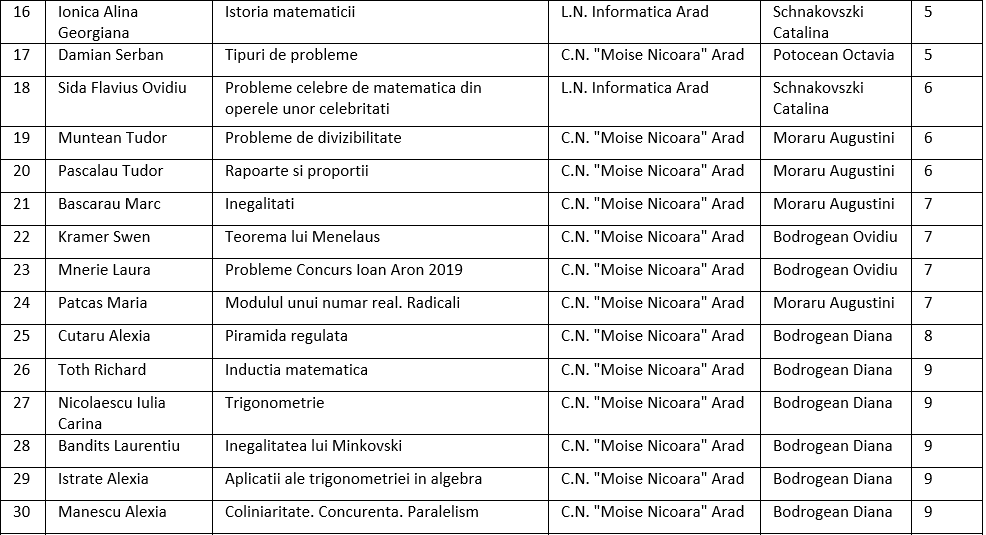 16 Ionica Alina Istoria matematicii L.N. Informatica Arad Schnakovszki 5
Georgiana Catalina
17 Damian Serban Tipuri de probleme C.N. "Moise Nicoara" Arad Potocean Octavia 5
18 Sida Flavius Ovidiu Probleme celebre de matematica din L.N. Informatica Arad Schnakovszki 6
operele unor celebritati Catalina
19 Muntean Tudor Probleme de divizibilitate C.N. "Moise Nicoara" Arad Moraru Augustini 6
20 Pascalau Tudor Rapoarte si proportii C.N. "Moise Nicoara" Arad Moraru Augustini 6
21 Bascarau Marc Inegalitati C.N. "Moise Nicoara" Arad Moraru Augustini 7
22 Kramer Swen Teorema lui Menelaus C.N. "Moise Nicoara" Arad Bodrogean Ovidiu 7
23 Mnerie Laura Probleme Concurs Ioan Aron 2019 C.N. "Moise Nicoara" Arad Bodrogean Ovidiu 7
24 Patcas Maria Modulul unui numar real. Radicali C.N. "Moise Nicoara" Arad Moraru Augustini 7
25 Cutaru Alexia Piramida regulata C.N. "Moise Nicoara" Arad Bodrogean Diana 8
26 Toth Richard Inductia matematica C.N. "Moise Nicoara" Arad Bodrogean Diana 9
27 Nicolaescu Iulia Trigonometrie C.N. "Moise Nicoara" Arad Bodrogean Diana 9
Carina
28 Bandits Laurentiu Inegalitatea lui Minkovski C.N. "Moise Nicoara" Arad Bodrogean Diana 9
29 Istrate Alexia Aplicatii ale trigonometriei in algebra C.N. "Moise Nicoara" Arad Bodrogean Diana 9
30 Manescu Alexia Coliniaritate. Concurenta. Paralelism C.N. "Moise Nicoara" Arad Bodrogean Diana 9